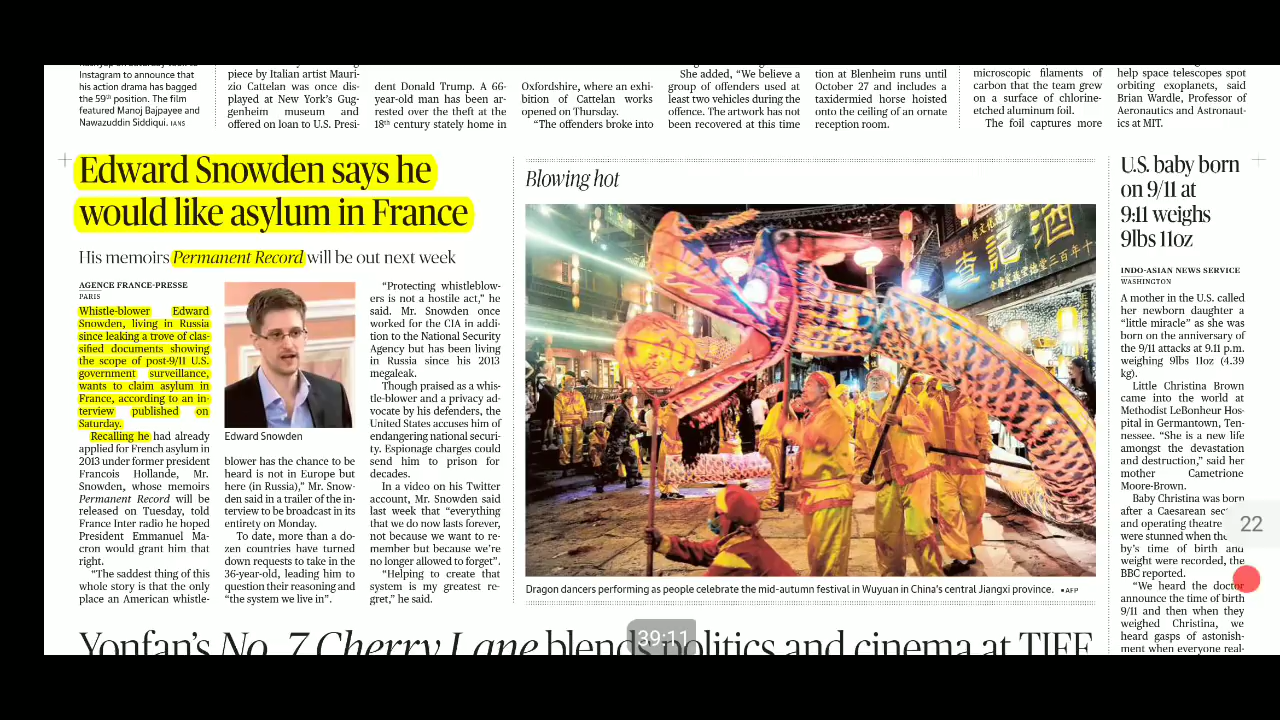 Instagram to announce that
his action drama has bagged
the 59th position. The film
featured Manoj Bajpayee and
Nawazuddin Siddiqui. IANS
piece by Italian artist Mauri-
zio Cattelan was once dis-
played at New York's Gug-
genheim museum and
offered on loan to U.S. Presi-
dent Donald Trump. A 66-
year-old man has been ar-
rested over the theft at the
18th century stately home in
Oxfordshire, where an exhi-
bition of Cattelan works
opened on Thursday.
“The offenders broke into
She added, “We believe a
group of offenders used at
least two vehicles during the
offence. The artwork has not
been recovered at this time
tion at Blenheim runs until
October 27 and includes a
taxidermied horse hoisted
onto the ceiling of an ornate
reception room.
microscopic filaments of
carbon that the team grew
on a surface of chlorine-
etched aluminum foil.
The foil captures more
help space telescopes spot
orbiting exoplanets, said
Brian Wardle, Professor of
Aeronautics and Astronaut-
ics at MIT.
Edward Snowden says he
would like asylum in France
His memoirs Permanent Record will be out next week
AGENCE FRANCE-PRESSE
PARIS
Whistle-blower Edward
Snowden, living in Russia
since leaking a trove of clas-
sified documents showing
the scope of post-9/11 U.S.
government surveillance,
wants to claim asylum in
France, according to an in-
terview published on
Saturday.
Recalling he had already
applied for French asylum in
2013 under former president
Francois Hollande, Mr.
Snowden, whose memoirs
Permanent Record will be
released on Tuesday, told
France Inter radio he hoped
President Emmanuel Ma-
cron would grant him that
right.
“The saddest thing of this
whole story is that the only
place an American whistle-
Edward Snowden
blower has the chance to be
heard is not in Europe but
here (in Russia),” Mr. Snow-
den said in a trailer of the in-
terview to be broadcast in its
entirety on Monday.
To date, more than a do-
zen countries have turned
down requests to take in the
36-year-old, leading him to
question their reasoning and
“the system we live in”.
“Protecting whistleblow-
ers is not a hostile act,” he
said. Mr. Snowden once
worked for the CIA in addi-
tion to the National Security
Agency but has been living
in Russia since his 2013
megaleak.
Though praised as a whis-
tle-blower and a privacy ad-
vocate by his defenders, the
United States accuses him of
endangering national securi-
ty. Espionage charges could
send him to prison for
decades.
In a video on his Twitter
account, Mr. Snowden said
last week that “everything
that we do now lasts forever,
not because we want to re-
member but because we're
no longer allowed to forget”.
“Helping to create that
system is my greatest re-
gret,” he said.
Blowing hot
酒
記
查
Dragon dancers performing as people celebrate the mid-autumn festival in Wuyuan in China's central Jiangxi province. ▪AFP
U.S. baby born
on 9/11 at
9:11 weighs
9lbs 11oz
INDO-ASIAN NEWS SERVICE
WASHINGTON
A mother in the U.S. called
her newborn daughter a
“little miracle” as she was
born on the anniversary of
the 9/11 attacks at 9.11 p.m.
weighing 9lbs 11oz (4.39
kg).
Little Christina Brown
came into the world at
Methodist LeBonheur Hos-
pital in Germantown, Ten-
nessee. “She is a new life
amongst the devastation
and destruction,” said her
mother Cametrione
Moore-Brown.
Baby Christina was born
after a Caesarean
and operating theatre
were stunned when the
by's time of birth and
weight were recorded, the
BBC reported.
“We heard the doctor
announce the time of birth
9/11 and then when they
weighed Christina, we
heard gasps of astonish-
ment when everyone real-
22
39:11
Yonfan's No. 7 Cherry Lane blends politics and cinema at TIFF